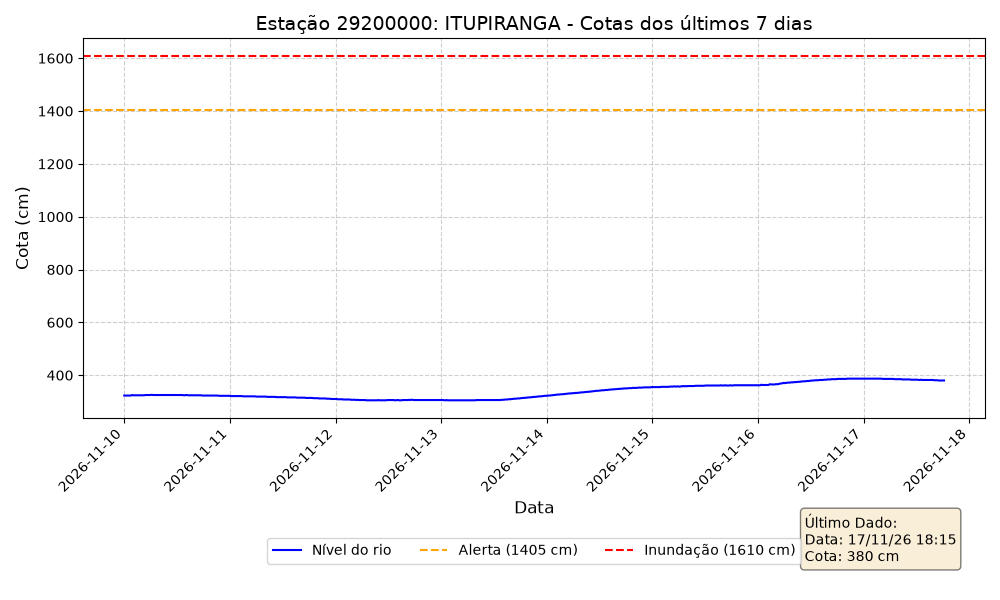 Estação 29200000: ITUPIRANGA - Cotas dos últimos 7 dias
Cota (cm)
1600
1400
1200
1000
800
600
400
2026-11-10
2026-11-11
2026-11-12
2026-11-13
2026-11-14
2026-11-15
2026-11-16
2026-11-17
2026-11-18
Data
Nível do rio
Alerta (1405 cm)
Inundação (1610 cm)
Último Dado:
Data: 17/11/26 18:15
Cota: 380 cm